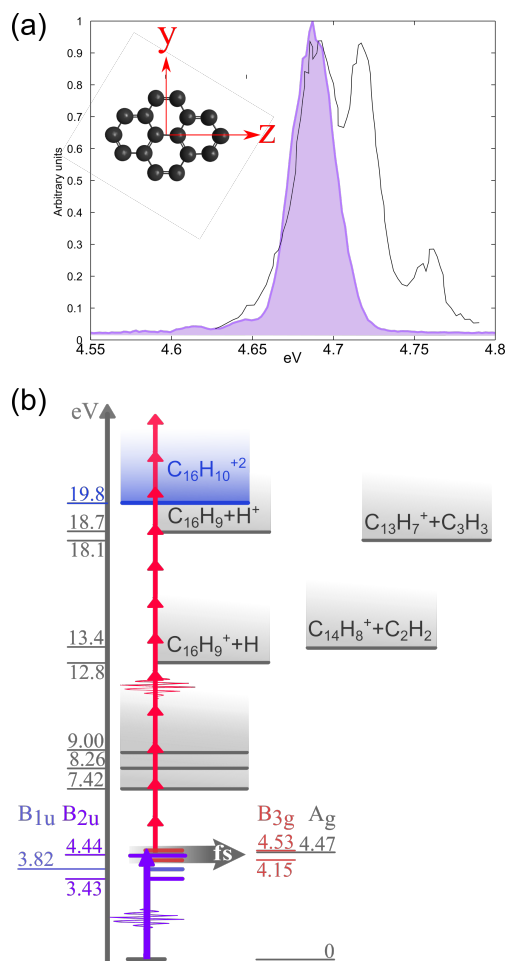 (a)
y
z
Arbitrary units
1
0.9
0.8
0.7
0.6
0.5
0.4
0.3
0.2
0.1
0
4.55 4.6 4.65 4.7 4.75 4.8
eV
(b)
eV
C₁₆H₁₀⁺²
19.8
18.7
C₁₆H₉+H⁺
C₁₃H₇⁺+C₃H₃
18.1
13.4
C₁₆H₉⁺+H
C₁₄H₈⁺+C₂H₂
12.8
9.00
8.26
7.42
B1u B2u B3g Ag
4.44 4.53 4.47
3.82 fs
4.15
3.43
0